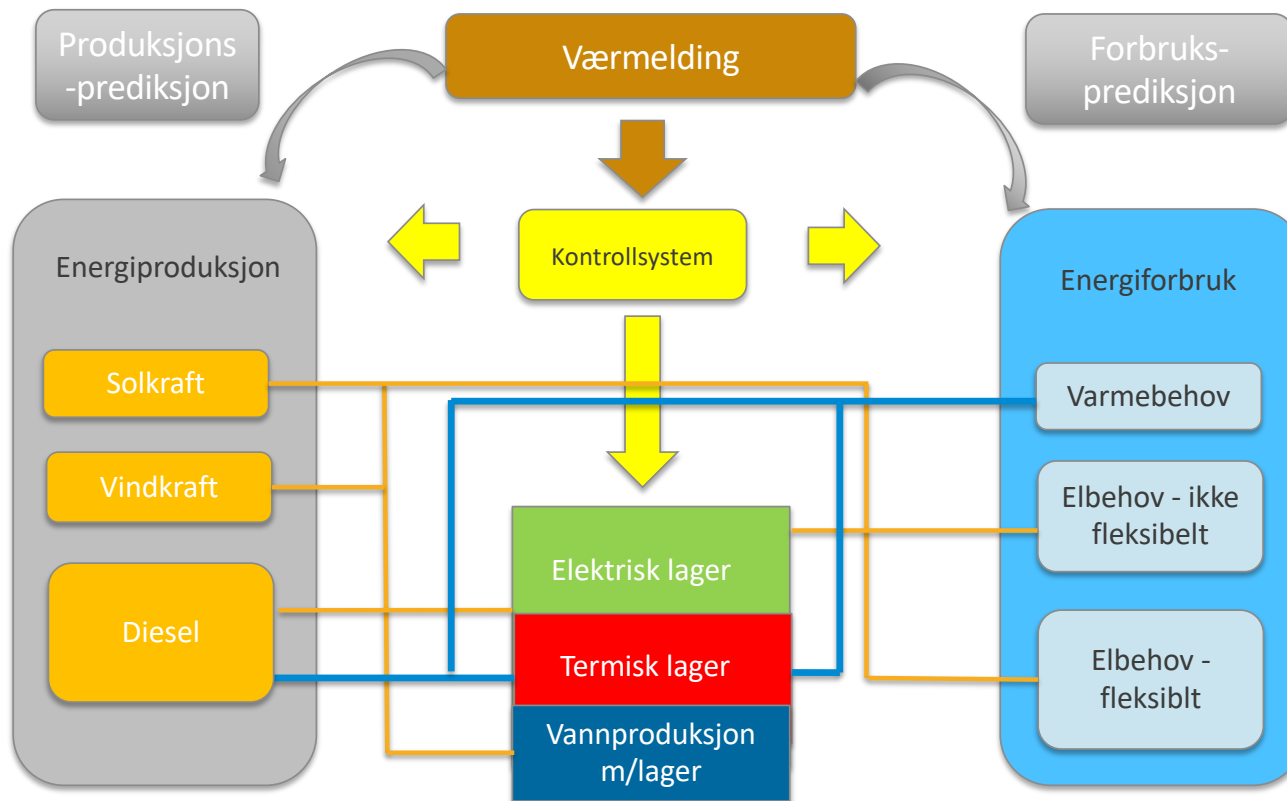 Produksjons
-prediksjon
Værmelding
Forbruks-
prediksjon
Kontrollsystem
Energiproduksjon
Energiforbruk
Solkraft
Varmebehov
Vindkraft
Elbehov - ikke
fleksibelt
Elektrisk lager
Diesel
Termisk lager
Elbehov -
fleksiblt
Vannproduksjon
m/lager